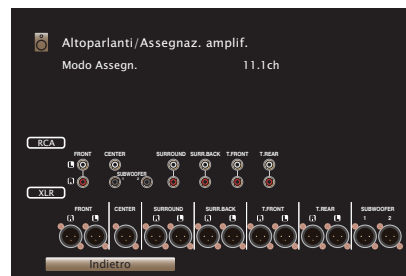 Altoparlanti/Assegnaz. amplif.
Modo Assegn. 11.1ch
RCA
FRONT CENTER SURROUND SURR.BACK T.FRONT T.REAR
L
SUBWOOFER
R 1 2
XLR
FRONT CENTER SURROUND SURR.BACK T.FRONT T.REAR SUBWOOFER
R L R L R L R L R L 1 2
Indietro